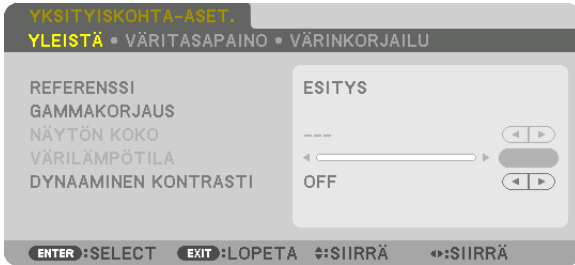 YKSITYISKOHTA-ASET.
YLEISTÄ • VÄRITASAPAINO • VÄRINKORJAILU
REFERENSSI ESITYS
GAMMAKORJAUS
NÄYTÖN KOKO ---
VÄRILÄMPÖTILA
DYNAAMINEN KONTRASTI OFF
ENTER :SELECT EXIT :LOPETA :SIIRRÄ :SIIRRÄ